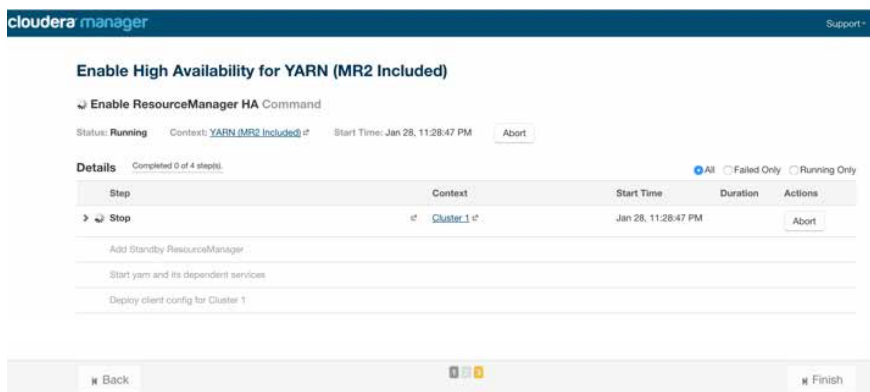 cloudera manager
Support
Enable High Availability for YARN (MR2 Included)
Enable ResourceManager HA Command
Status: Running Context: YARN (MR2 Included) Start Time: Jan 28, 11:28:47 PM Abort
Details Completed 0 of 4 step(s). All Failed Only Running Only
Step Context Start Time Duration Actions
Stop Cluster 1 Jan 28, 11:28:47 PM Abort
Add Standby ResourceManager
Start yarn and its dependent services
Deploy client config for Cluster 1
Back 1 2 3 Finish